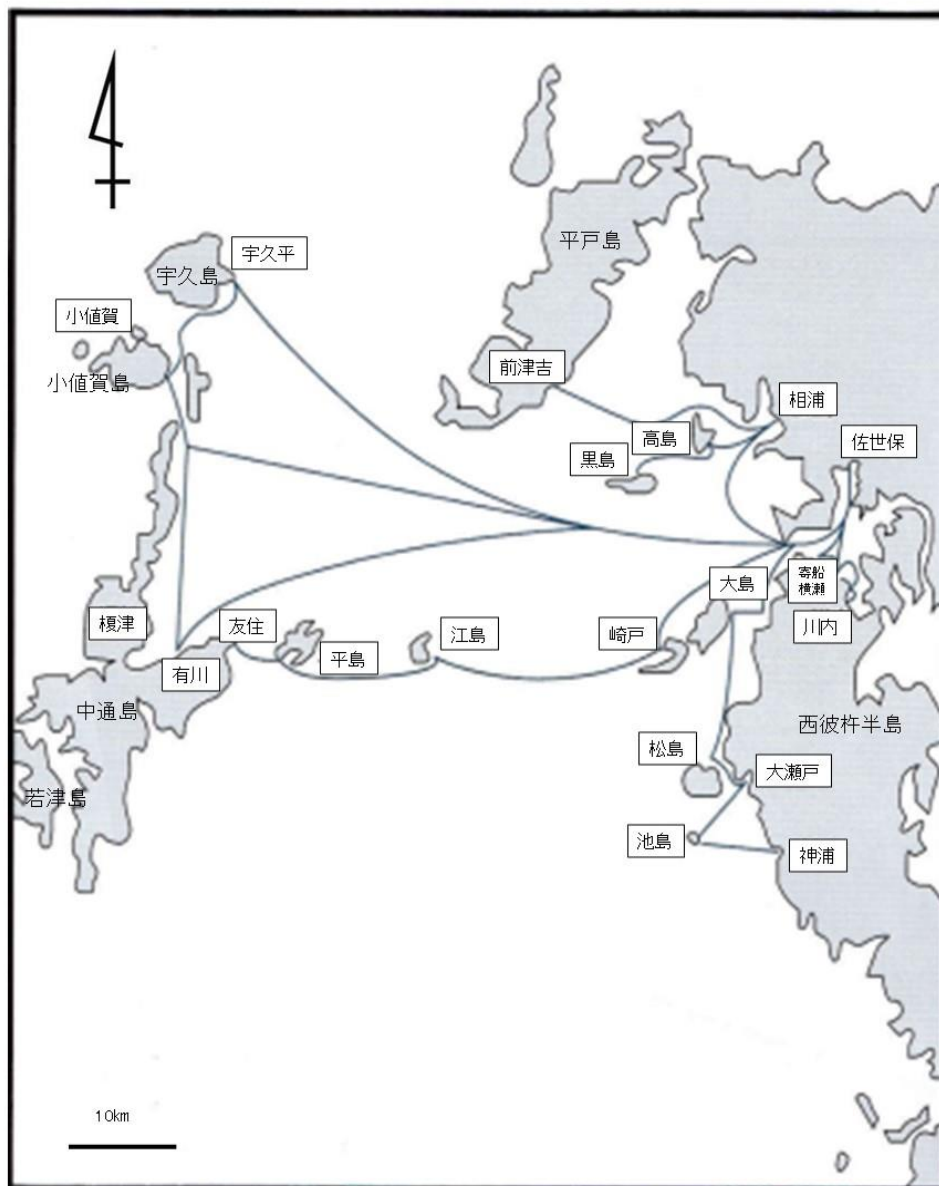 平戸島
宇久平
宇久島
小値賀
小値賀島
前津吉
相浦
高島
佐世保
黒島
大島
寄船
横瀬
川内
榎津
友住
江島
崎戸
平島
有川
中通島
西彼杵半島
松島
大瀬戸
若津島
池島
神浦
10km